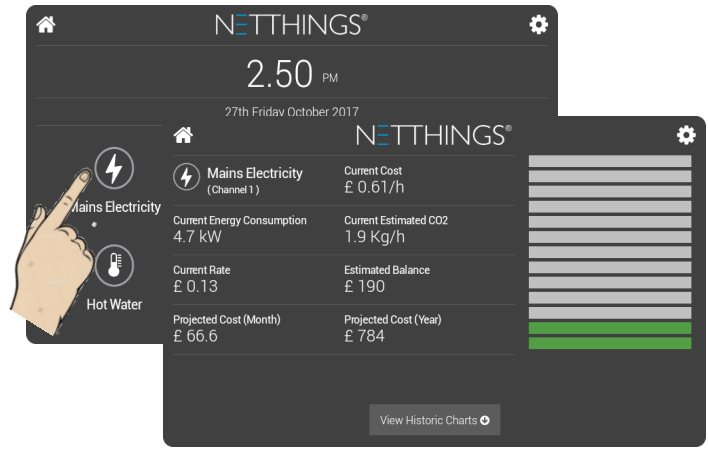 NETTHINGS®
2.50 PM
27th Friday October 2017
Mains Electricity
Hot Water
NETTHINGS®
Mains Electricity
( Channel 1 )
Current Cost
£ 0.61/h
Current Energy Consumption
4.7 kW
Current Estimated CO2
1.9 Kg/h
Current Rate
£ 0.13
Estimated Balance
£ 190
Projected Cost (Month)
£ 66.6
Projected Cost (Year)
£ 784
View Historic Charts